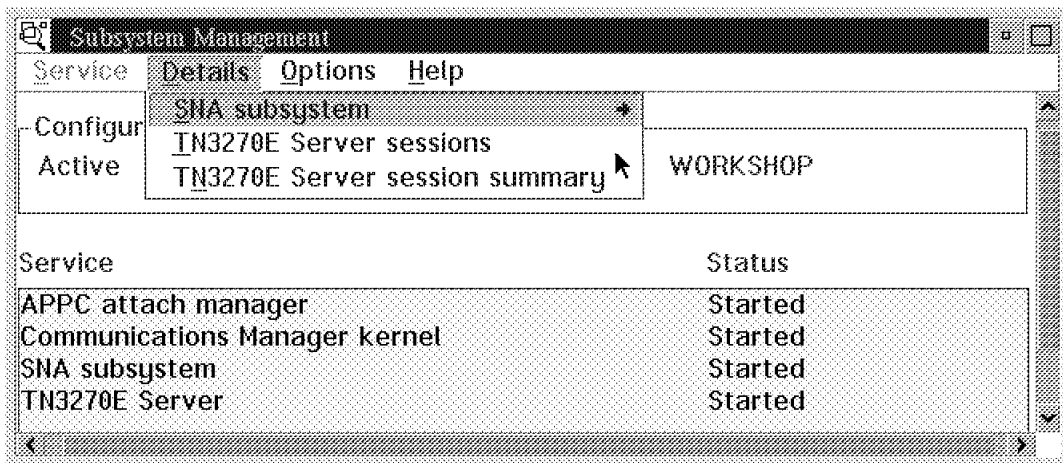 Subsystem Management
Service Details Options Help
SNA subsystem
Configur
TN3270E Server sessions
Active WORKSHOP
TN3270E Server session summary
Service Status
APPC attach manager Started
Communications Manager kernel Started
SNA subsystem Started
TN3270E Server Started